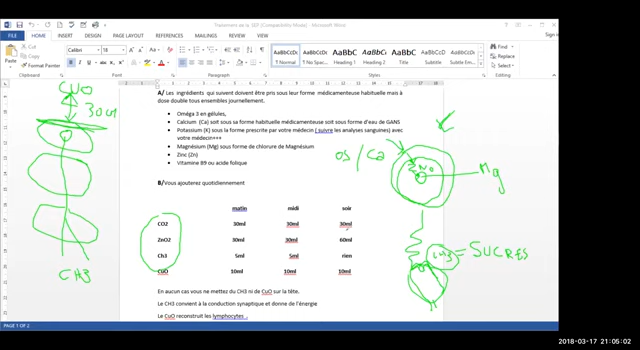 Traitement de la SEP [Compatibility Mode] - Microsoft Word
FILE HOME INSERT DESIGN PAGE LAYOUT REFERENCES MAILINGS REVIEW VIEW
Sign in
Paste
Cut
Copy
Format Painter
Clipboard
Calibri 18
Font
Paragraph
AaBbCcDc AaBbCcDc AaBbC AaBbCc AaBbC AaBbCcD AaBbCcDc
¶ Normal ¶ No Spac... Heading 1 Heading 2 Title Subtitle Subtle Em...
Styles
Find
Replace
Select
Editing
A/ Les ingrédients qui suivent doivent être pris sous leur forme médicamenteuse habituelle mais à
dose double tous ensembles journellement.
Oméga 3 en gélules,
Calcium (Ca) soit sous sa forme habituelle médicamenteuse soit sous forme d'eau de GANS
Potassium (K) sous forme prescrite par votre médecin [ suivre les analyses sanguines) avec
votre médecin+++
Magnésium (Mg) sous forme de chlorure de Magnésium
Zinc (Zn)
Vitamine B9 ou acide folique
B/Vous ajouterez quotidiennement
matin midi soir
CO2 30ml 30ml 30ml
ZnO2 30ml 30ml 60ml
Ch3 5ml 5ml rien
CuO 10ml 10ml 10ml
En aucun cas vous ne mettez du CH3 ni de CuO sur la tête.
Le CH3 convient à la conduction synaptique et donne de l'énergie
Le CuO reconstruit les lymphocytes .
CUO
30cm
CH3
OS / Ca
ZNO
Mg
CH3 = SUCRES
PAGE 1 OF 2
2018-03-17 21:05:02